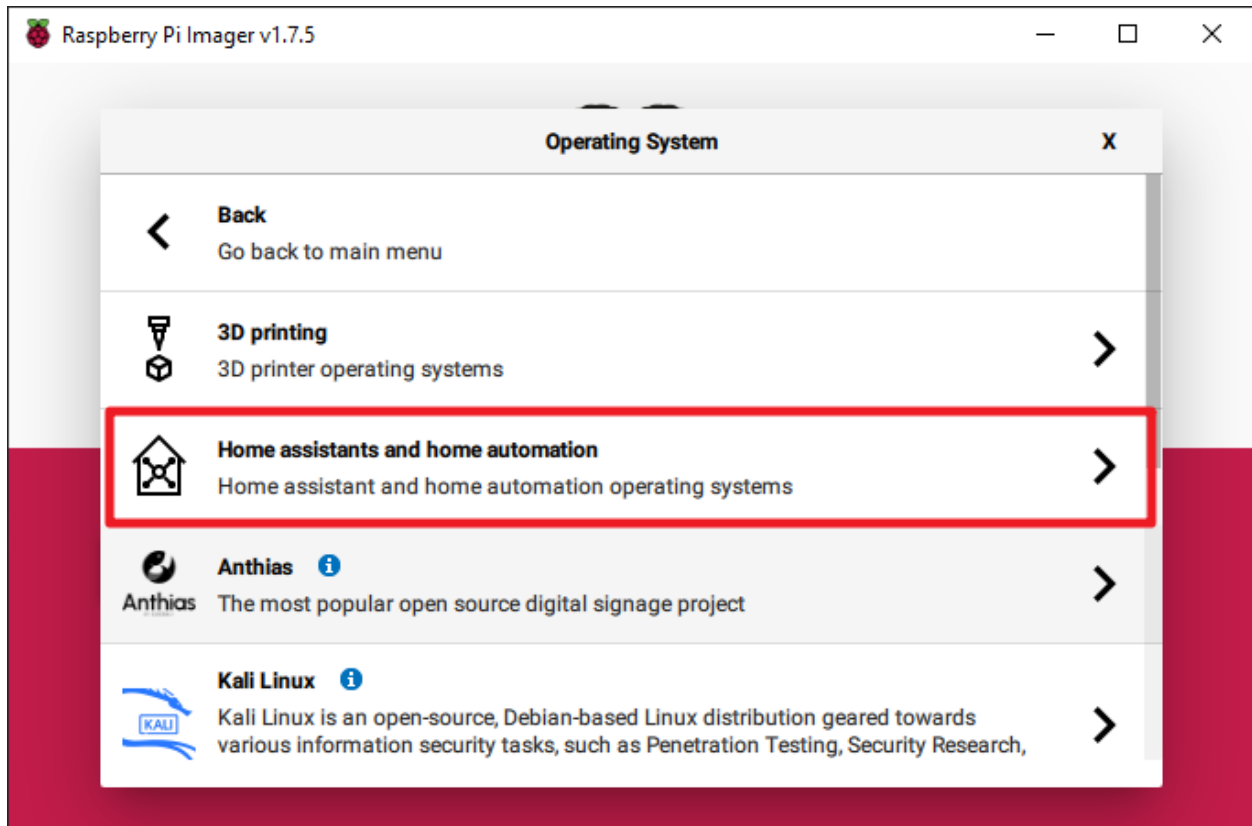 Raspberry Pi Imager v1.7.5
Operating System
X
Back
Go back to main menu
3D printing
3D printer operating systems
Home assistants and home automation
Home assistant and home automation operating systems
Anthias
Anthias
The most popular open source digital signage project
Kali Linux
KALI
Kali Linux is an open-source, Debian-based Linux distribution geared towards
various information security tasks, such as Penetration Testing, Security Research,